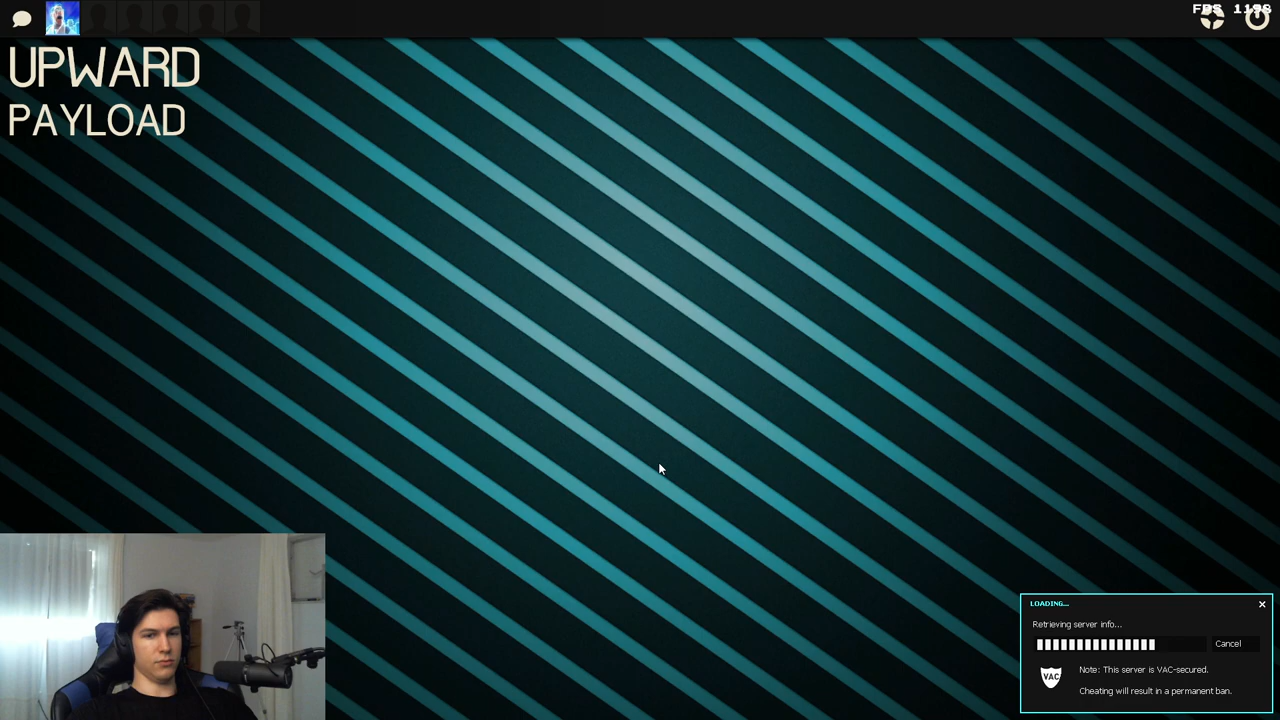 FPS 1198
UPWARD
PAYLOAD
LOADING...
Retrieving server info...
Cancel
VAC
Note: This server is VAC-secured.
Cheating will result in a permanent ban.